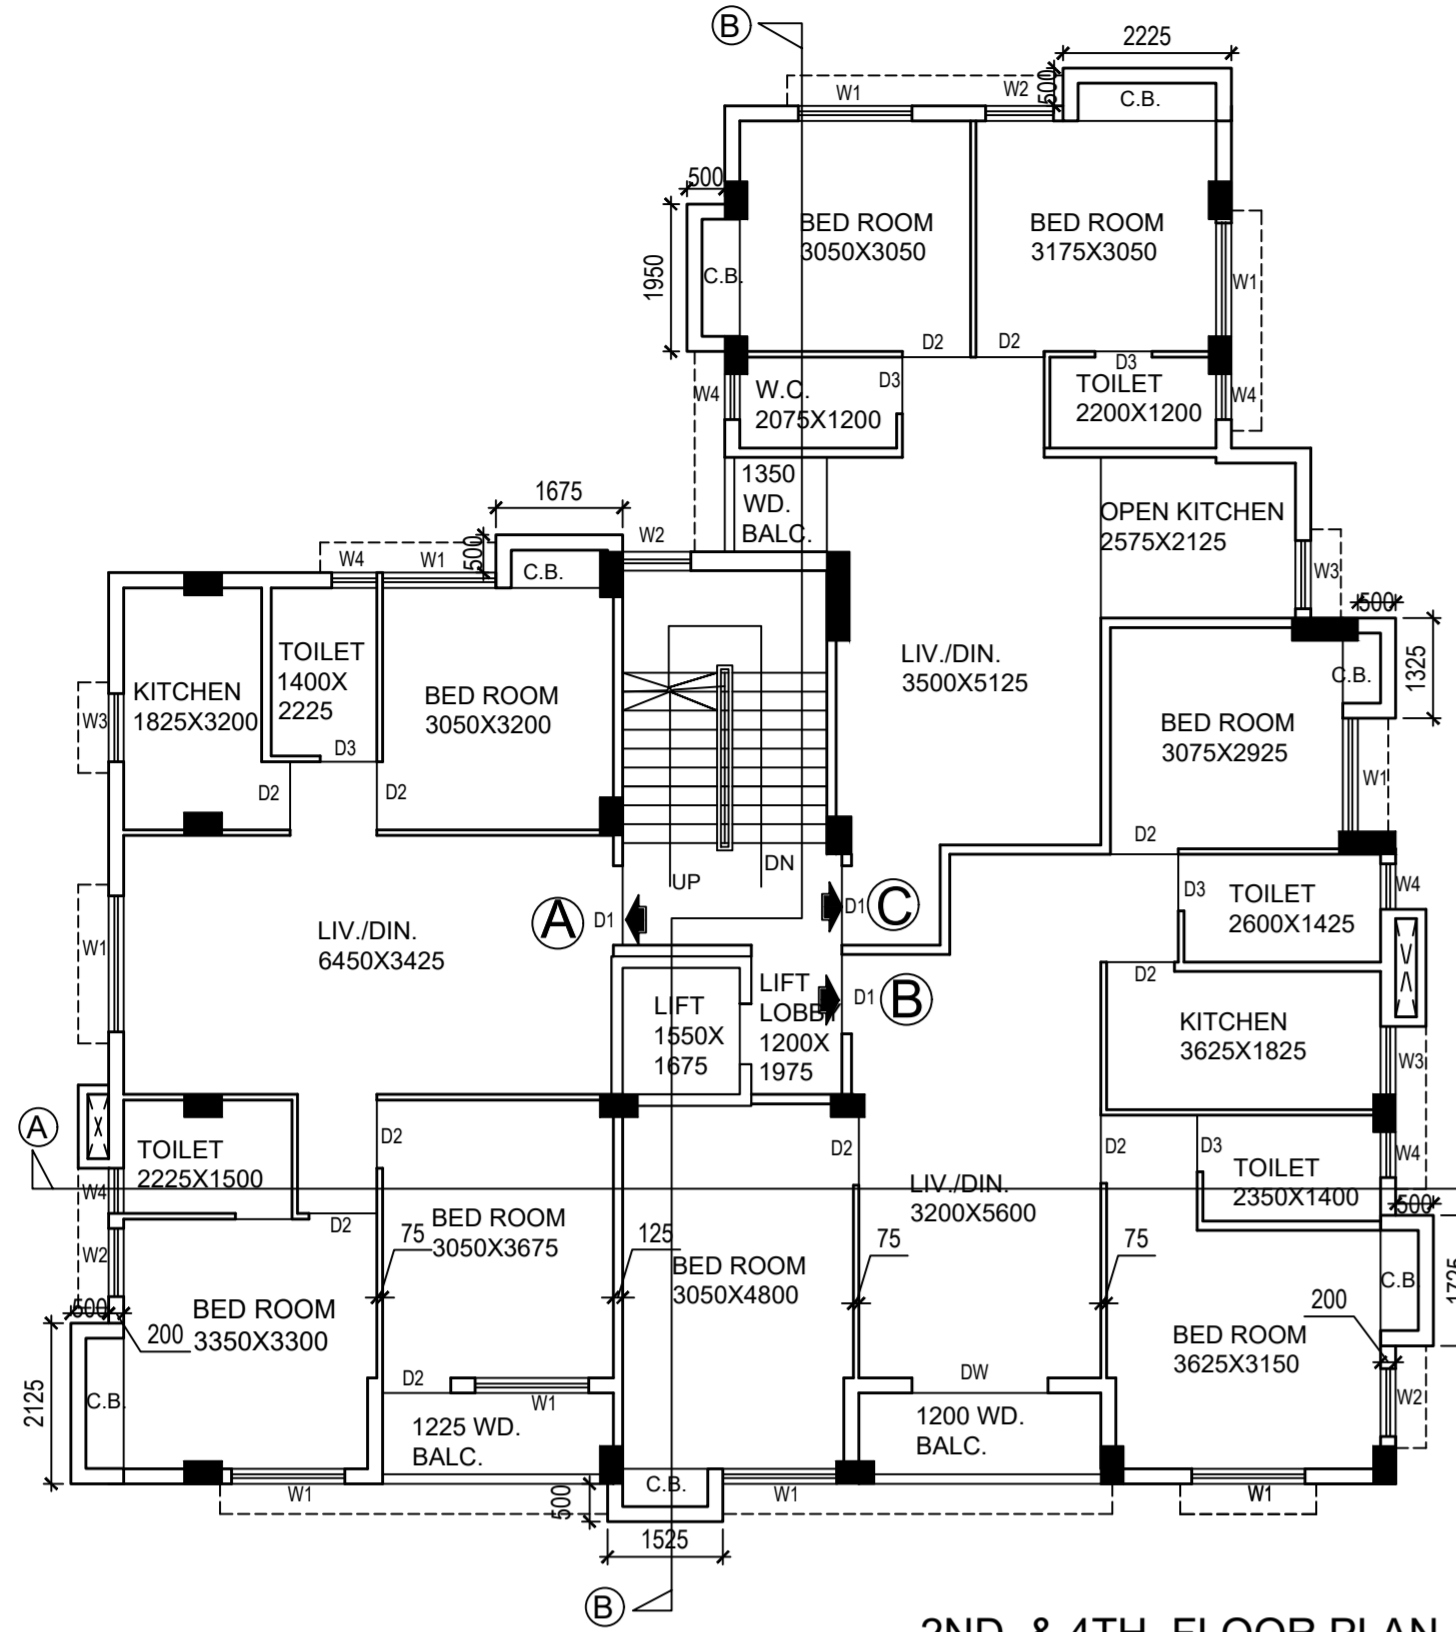 B
2225
W1
W2
500
C.B.
500
BED ROOM
3050X3050
BED ROOM
3175X3050
1950
C.B.
W1
D2
D2
D3
W.C.
2075X1200
D3
TOILET
2200X1200
W4
W4
1350
WD.
BALC.
OPEN KITCHEN
2575X2125
1675
W4
W1
500
C.B.
W2
W3
500
TOILET
1400X
2225
KITCHEN
1825X3200
BED ROOM
3050X3200
LIV./DIN.
3500X5125
C.B.
1325
BED ROOM
3075X2925
W3
D3
W1
D2
D2
D2
UP
DN
D3
TOILET
2600X1425
W4
LIV./DIN.
6450X3425
A
D1
D1
C
W1
D2
LIFT
1550X
1675
LIFT
LOBBY
1200X
1975
D1
B
KITCHEN
3625X1825
W3
A
TOILET
2225X1500
D2
D2
D2
D3
TOILET
2350X1400
W4
W4
LIV./DIN.
3200X5600
500
D2
BED ROOM
3050X3675
75
125
BED ROOM
3050X4800
75
75
W2
C.B.
1725
500
200
BED ROOM
3350X3300
200
BED ROOM
3625X3150
2125
C.B.
D2
W1
DW
W2
1225 WD.
BALC.
1200 WD.
BALC.
W1
500
C.B.
W1
W1
1525
B
2ND. & 4TH. FLOOR PLAN